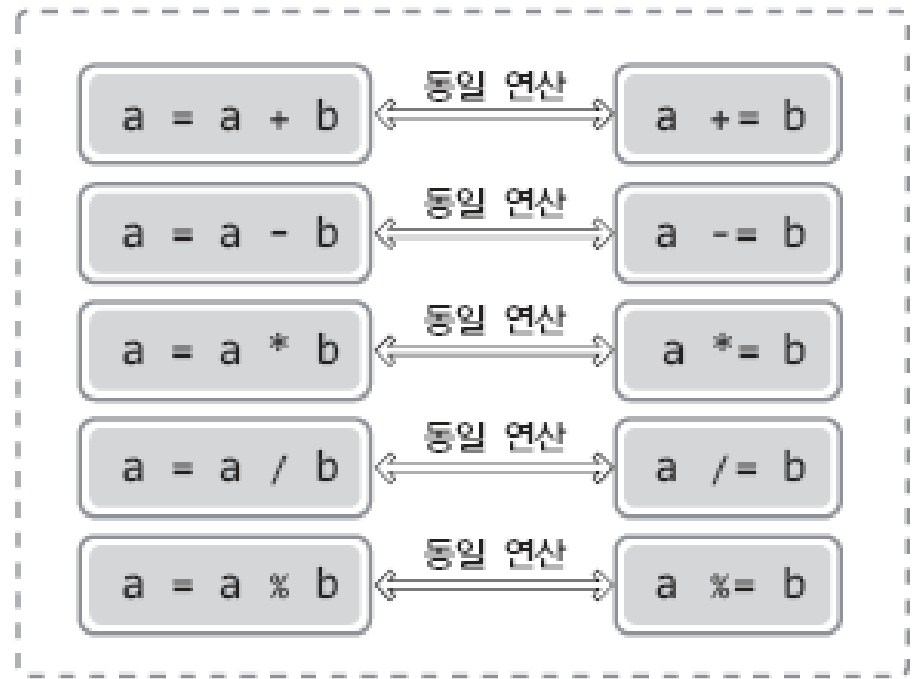 동일 연산
a = a + b
a += b
동일 연산
a = a - b
a -= b
동일 연산
a = a * b
a *= b
동일 연산
a = a / b
a /= b
동일 연산
a = a % b
a %= b